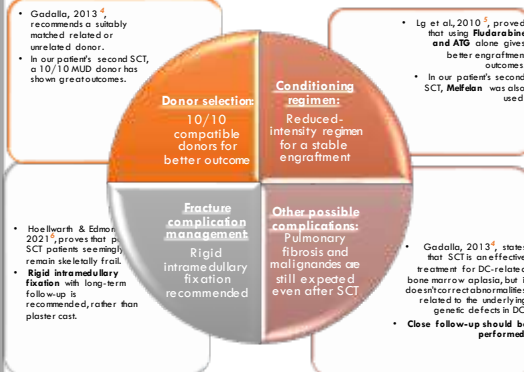 • Gadalla, 2013 4,
recommends a suitably
matched related or
unrelated donor.
• In our patient's second SCT,
a 10/10 MUD donor has
shown great outcomes.
• Lg et al., 2010 5, proved
that using Fludarabine
and ATG alone gives
better engraftment
outcomes
• In our patient's second
SCT, Melfelan was also
used
Donor selection:
10/10
compatible
donors for
better outcome
Conditioning
regimen:
Reduced-
intensity regimen
for a stable
engraftment
Fracture
complication
management:
Rigid
intramedullary
fixation
recommended
Other possible
complications:
Pulmonary
fibrosis and
malignancies are
still expected
even after SCT
• Hoellwarth &
2021 6, proves that
SCT patients seemingly
remain skeletally frail.
• Rigid intramedullary
fixation with long-term
follow-up is
recommended, rather than
plaster cast.
• Gadalla, 2013 4, states
that SCT is an effective
treatment for DC-related
bone marrow aplasia, but
doesn't correct abnormalities
related to the underlying
genetic defects in DC
• Close follow-up should be
performed